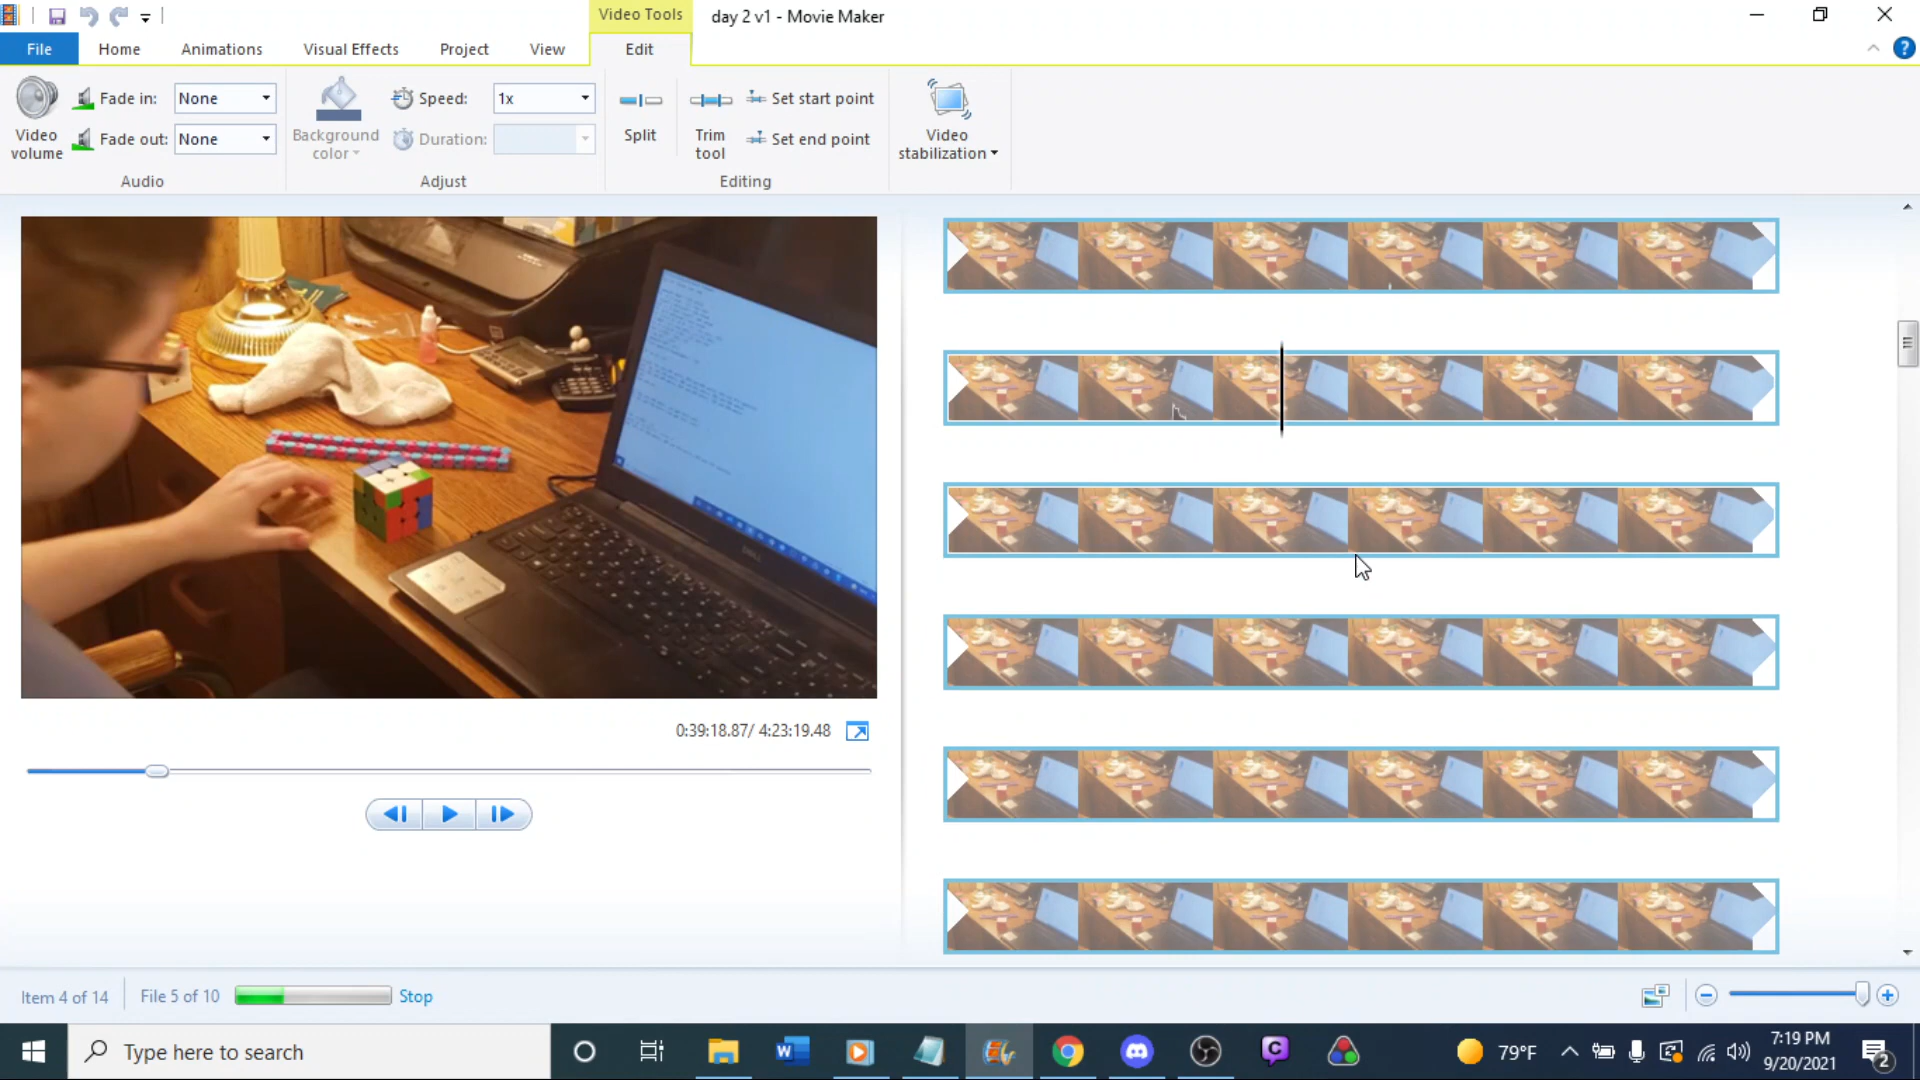 Video Tools
day 2 v1 - Movie Maker
File
Home
Animations
Visual Effects
Project
View
Edit
Video volume
Fade in: None
Fade out: None
Audio
Background color
Speed: 1x
Duration:
Adjust
Split
Trim tool
Set start point
Set end point
Editing
Video stabilization
0:39:18.87/ 4:23:19.48
Item 4 of 14
File 5 of 10
Stop
Type here to search
79°F
7:19 PM
9/20/2021
2